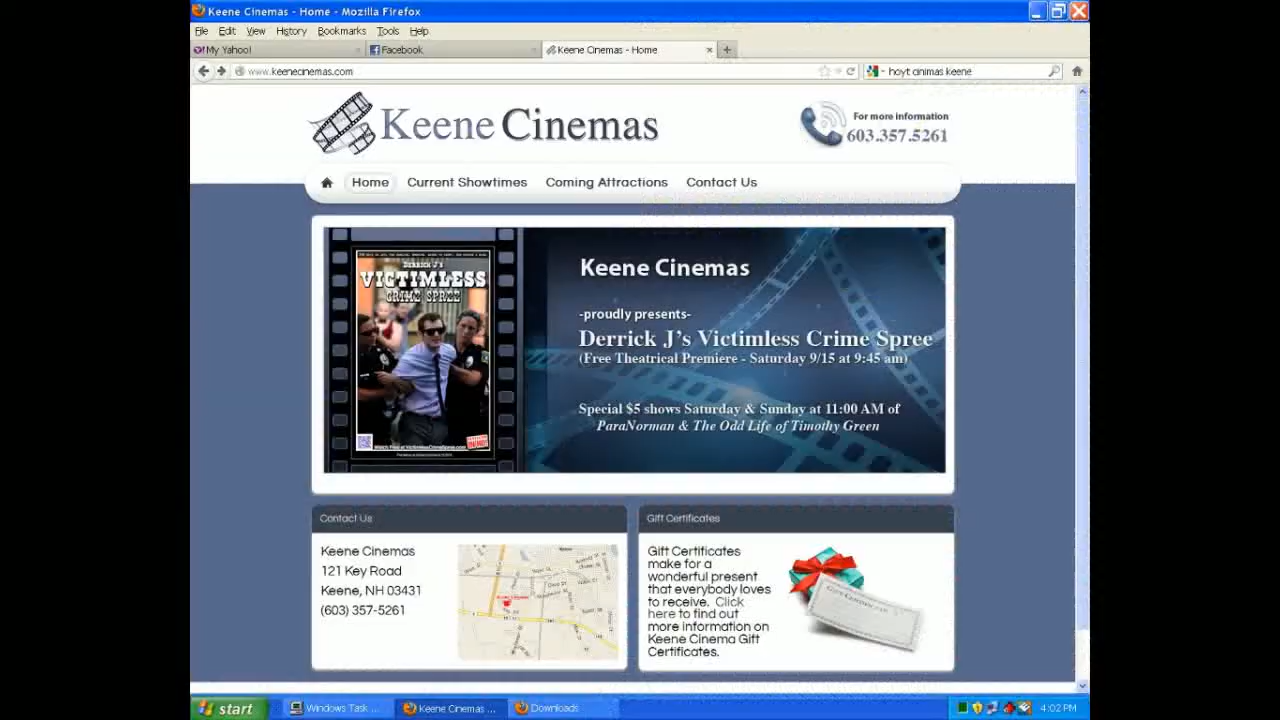 Keene Cinemas - Home - Mozilla Firefox
File Edit View History Bookmarks Tools Help
My Yahoo!
Facebook
Keene Cinemas - Home
www.keenecinemas.com
hoyt cinimas keene
Keene Cinemas
For more information
603.357.5261
Home Current Showtimes Coming Attractions Contact Us
DERRICK J'S
VICTIMLESS
CRIME SPREE
Keene Cinemas
-proudly presents-
Derrick J's Victimless Crime Spree
(Free Theatrical Premiere - Saturday 9/15 at 9:45 am)
Special $5 shows Saturday & Sunday at 11:00 AM of
ParaNorman & The Odd Life of Timothy Green
Contact Us
Keene Cinemas
121 Key Road
Keene, NH 03431
(603) 357-5261
Gift Certificates
Gift Certificates
make for a
wonderful present
that everybody loves
to receive. Click
here to find out
more information on
Keene Cinema Gift
Certificates.
start
Windows Task ...
Keene Cinemas ...
Downloads
4:02 PM